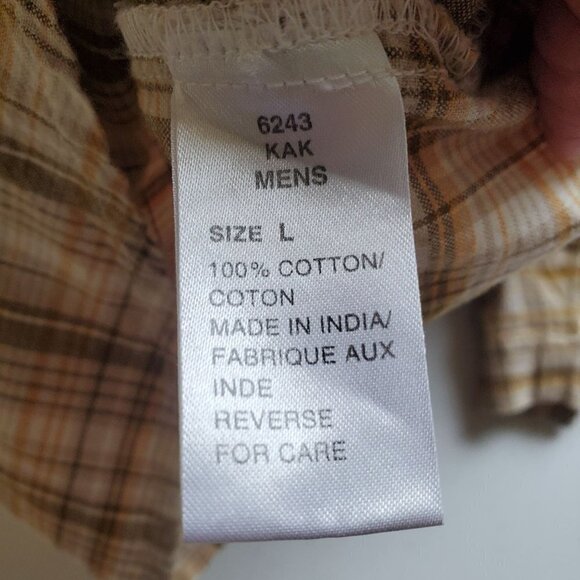 6243
KAK
MENS
SIZE L
100% COTTON/
COTON
MADE IN INDIA/
FABRIQUE AUX
INDE
REVERSE
FOR CARE